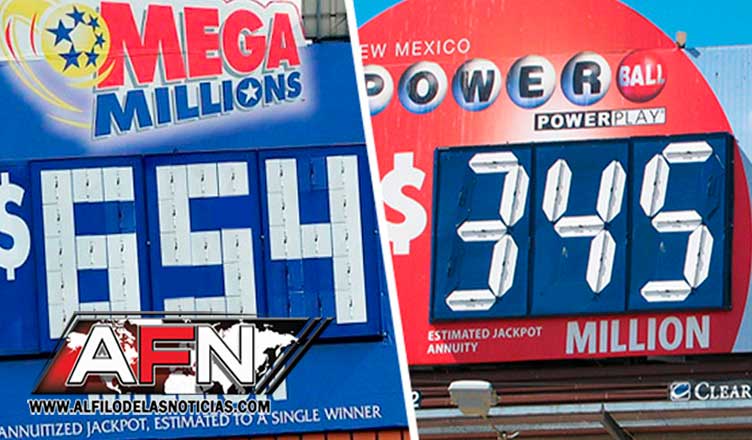 MEGA
MILLIONS
$654
AFN
WWW.ALFILODELASNOTICIAS.COM
ANNUITIZED JACKPOT, ESTIMATED TO A SINGLE WINNER
NEW MEXICO
POWERBALL
POWERPLAY
$345
ESTIMATED JACKPOT
ANNUITY
MILLION
CLEAR